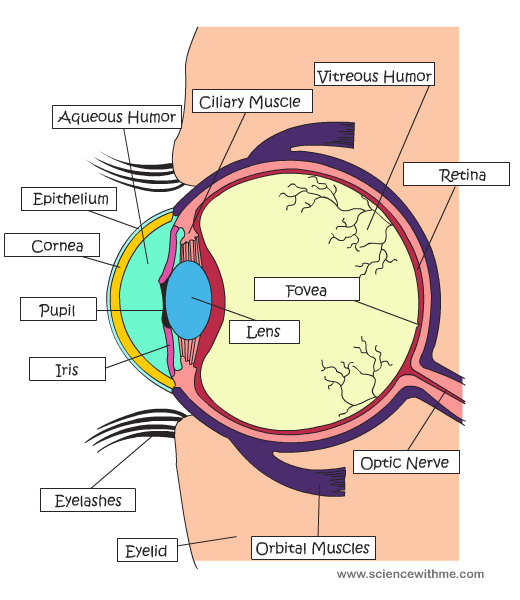 Vitreous Humor
Ciliary Muscle
Aqueous Humor
Retina
Epithelium
Cornea
Fovea
Pupil
Lens
Iris
Optic Nerve
Eyelashes
Eyelid
Orbital Muscles
www.sciencewithme.com